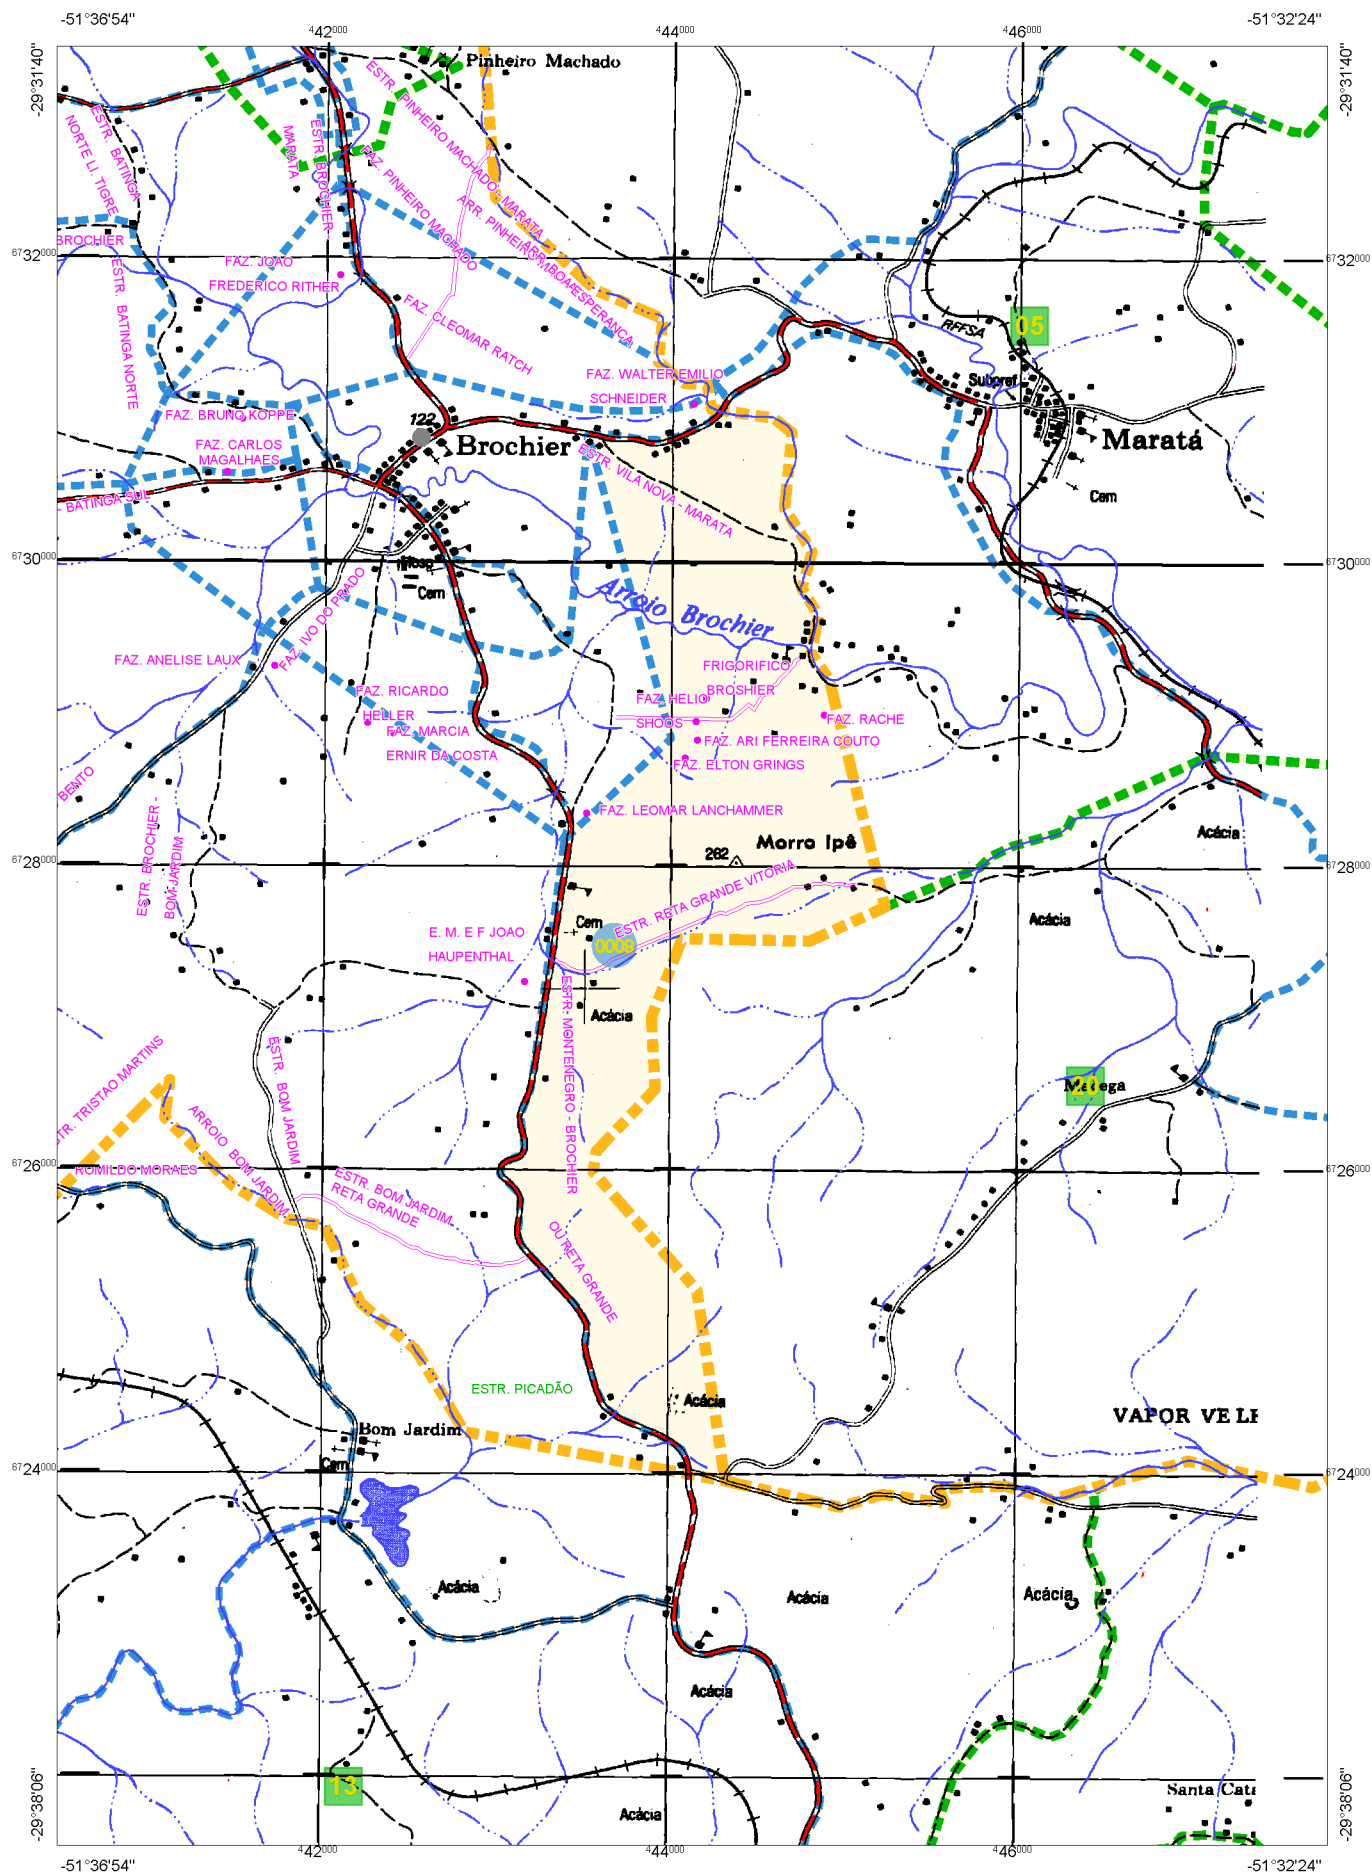 -51°36'54"
-51°32'24"
442000
444000
446000
-29°31'40"
-29°31'40"
Pinheiro Machado
ESTR. PINHEIRO MACHADO - MARATA
ESTR. BATINGA
NORTE LI. TIGRE
MARATA
ESTR. BROCHIER
FAZ. PINHEIRO MACHADO
BROCHIER
ESTR. BATINGA NORTE
FAZ. JOAO
FREDERICO RITHER
6732000
6732000
FAZ. CLEOMAR RATCH
RFFSA
05
FAZ. WALTER EMILIO
SCHNEIDER
Subpref
FAZ. BRUNO KOPPE
122
Brochier
Maratá
FAZ. CARLOS
MAGALHAES
ESTR. VILA NOVA - MARATA
- BATINGA SUL
Cem
6730000
6730000
Hosp
Cem
Arroio Brochier
FAZ. IVO DO PRADO
FAZ. ANELISE LAUX
FRIGORIFICO
BROSHIER
FAZ. RICARDO
HELLER
FAZ. HELIO
SHOOS
FAZ. RACHE
FAZ. MARCIA
ERNIR DA COSTA
FAZ. ARI FERREIRA COUTO
FAZ. ELTON GRINGS
BENTO
FAZ. LEOMAR LANCHAMMER
Acácia
ESTR. BROCHIER -
BOM JARDIM
Morro Ipê
262
6728000
6728000
ESTR. RETA GRANDE VITORIA
Cem
Acácia
E. M. E F JOAO
HAUPENTHAL
0009
Acácia
ESTR. MONTENEGRO - BROCHIER
OU RETA GRANDE
ESTR. BOM JARDIM
STR. TRISTAO MARTINS
20
ARROIO BOM JARDIM
ROMILDO MORAES
6726000
6726000
ESTR. BOM JARDIM
RETA GRANDE
ESTR. PICADÃO
Acácia
VAPOR VELH
Bom Jardim
Cem
6724000
6724000
Acácia
Acácia
Acácia
Acácia
13
Santa Cata
Acácia
-29°38'06"
-29°38'06"
442000
444000
446000
-51°36'54"
-51°32'24"